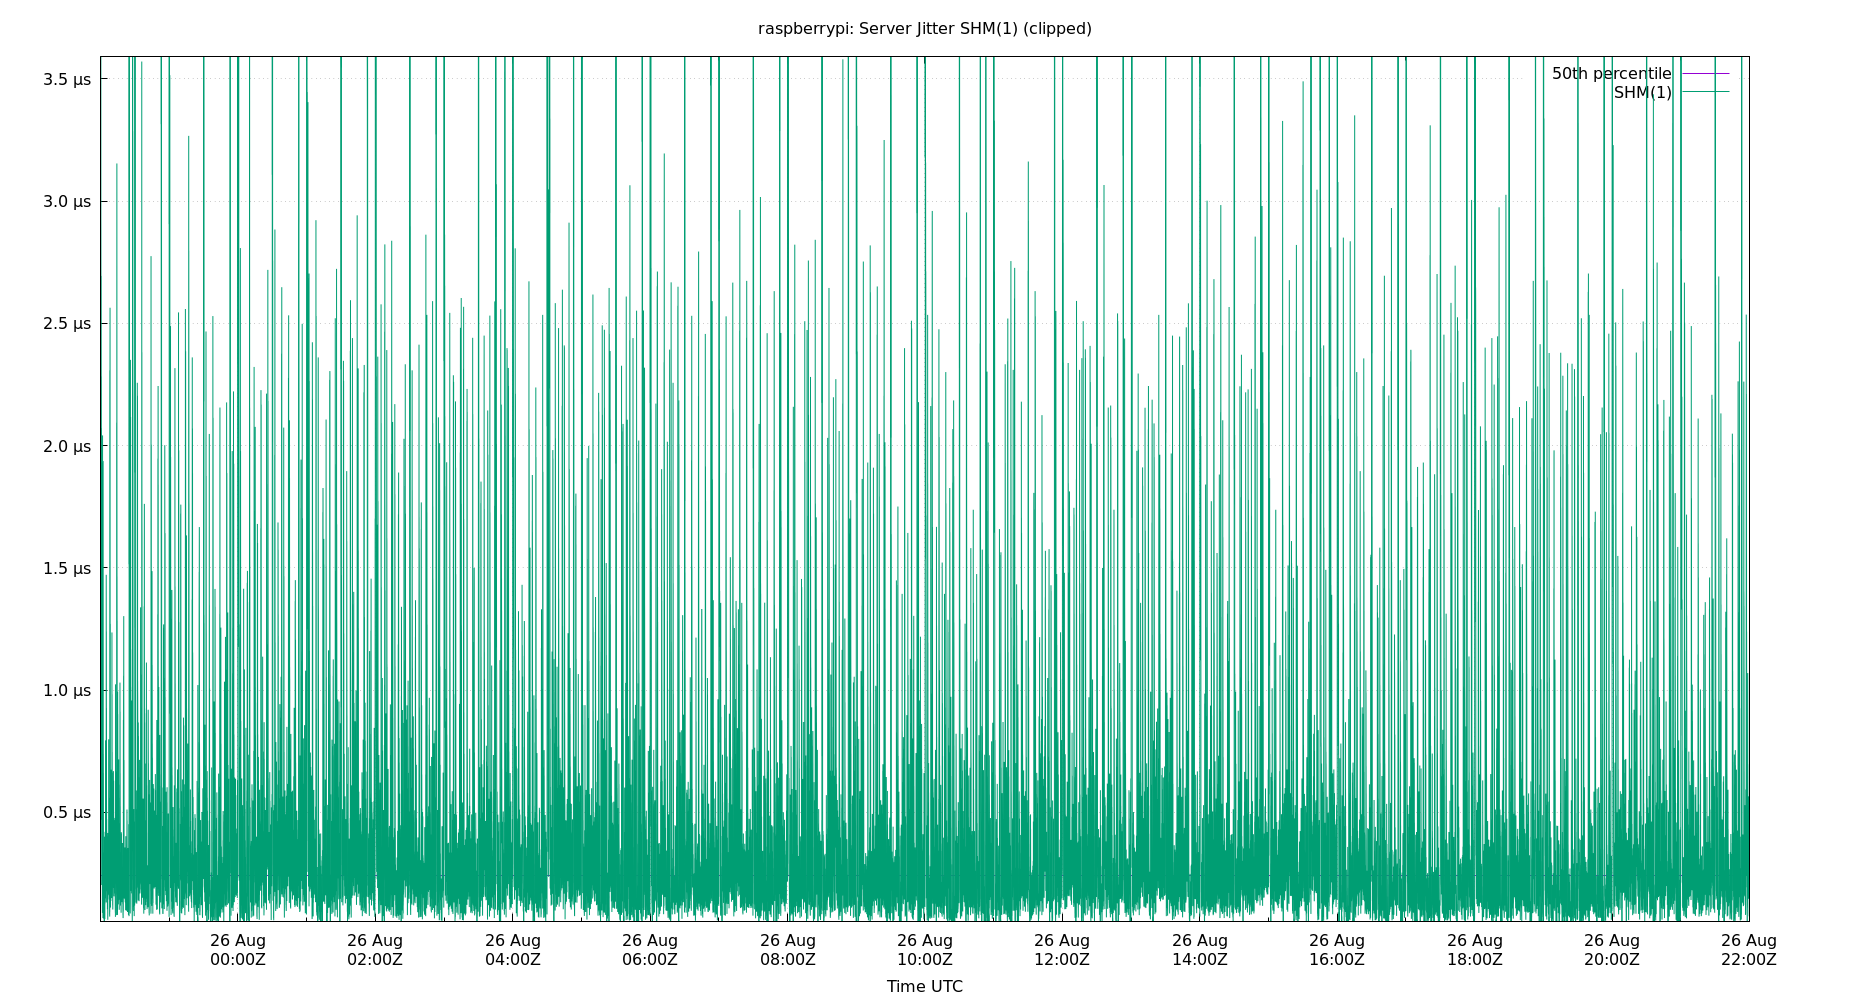 raspberrypi: Server Jitter SHM(1) (clipped)
50th percentile
SHM(1)
3.5 µs
3.0 µs
2.5 µs
2.0 µs
1.5 µs
1.0 µs
0.5 µs
26 Aug 26 Aug 26 Aug 26 Aug 26 Aug 26 Aug 26 Aug 26 Aug 26 Aug 26 Aug 26 Aug 26 Aug
00:00Z 02:00Z 04:00Z 06:00Z 08:00Z 10:00Z 12:00Z 14:00Z 16:00Z 18:00Z 20:00Z 22:00Z
Time UTC